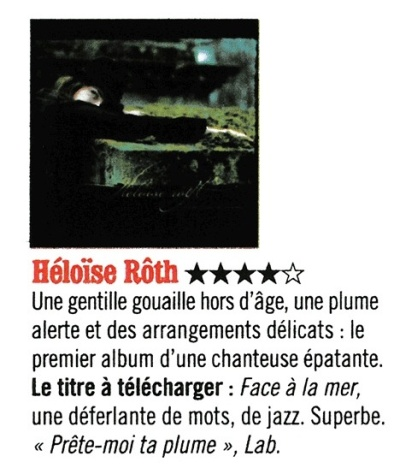 Héloïse Rôth ★★★★☆
Une gentille gouaille hors d'âge, une plume
alerte et des arrangements délicats : le
premier album d'une chanteuse épatante.
Le titre à télécharger : Face à la mer,
une déferlante de mots, de jazz. Superbe.
« Prête-moi ta plume », Lab.